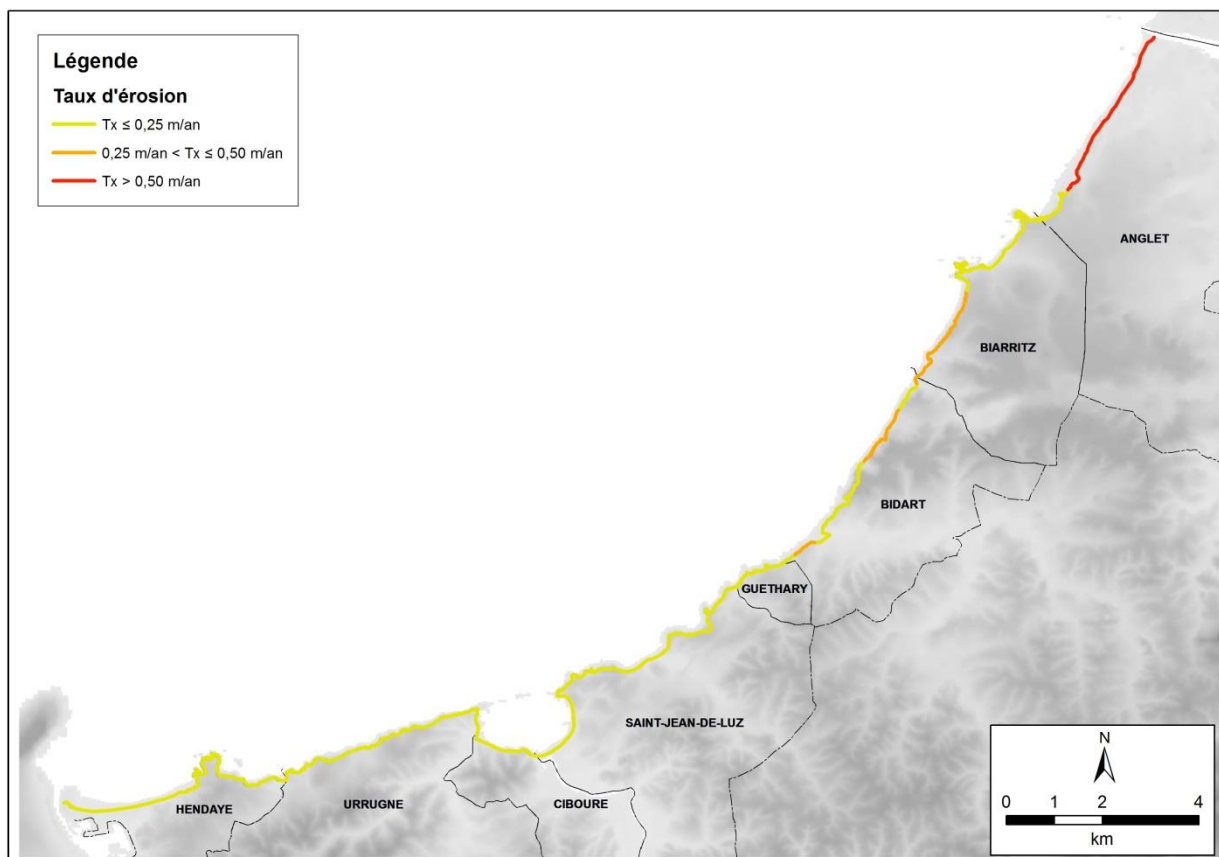 Légende
Taux d'érosion
Tx ≤ 0,25 m/an
0,25 m/an < Tx ≤ 0,50 m/an
Tx > 0,50 m/an
ANGLET
BIARRITZ
BIDART
GUETHARY
SAINT-JEAN-DE-LUZ
CIBOURE
URRUGNE
HENDAYE
N
0 1 2 4
km